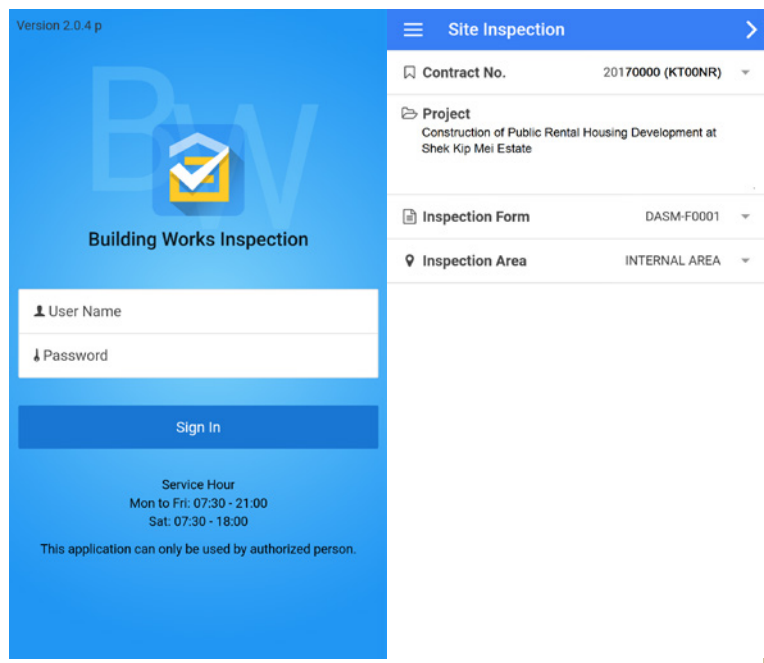 Version 2.0.4 p
BW
Building Works Inspection
User Name
Password
Sign In
Service Hour
Mon to Fri: 07:30 - 21:00
Sat: 07:30 - 18:00
This application can only be used by authorized person.
Site Inspection
Contract No. 20170000 (KT00NR)
Project
Construction of Public Rental Housing Development at
Shek Kip Mei Estate
Inspection Form DASM-F0001
Inspection Area INTERNAL AREA